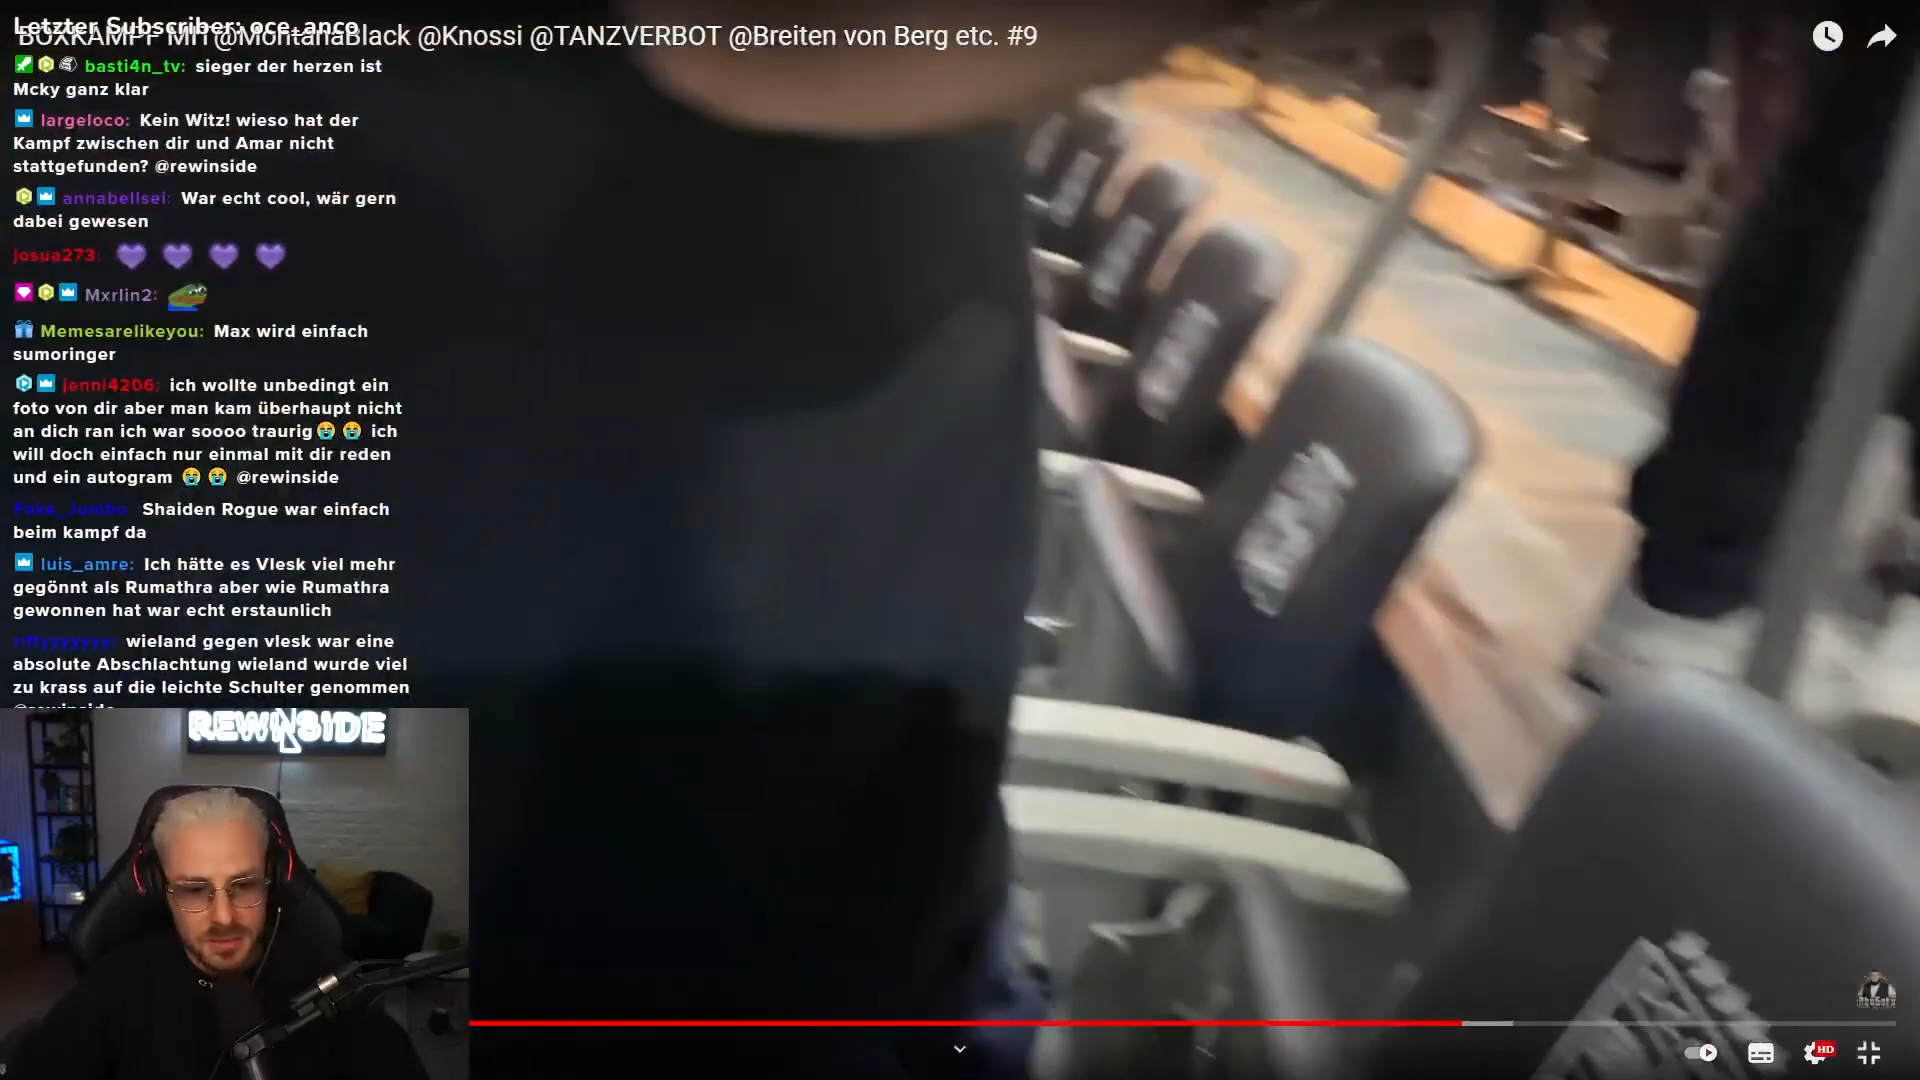 Letzter Subscriber: oce_anco
BOXKAMPF MIT@MontanaBlack @Knossi @TANZVERBOT @Breiten von Berg etc. #9
basti4n_tv: sieger der herzen ist
Mcky ganz klar
largeloco: Kein Witz! wieso hat der
Kampf zwischen dir und Amar nicht
stattgefunden? @rewinside
annabellsei: War echt cool, wär gern
dabei gewesen
josua273:
Mxrlin2:
Memesarelikeyou: Max wird einfach
sumoringer
jenni4206: ich wollte unbedingt ein
foto von dir aber man kam überhaupt nicht
an dich ran ich war soooo traurig😭 😭 ich
will doch einfach nur einmal mit dir reden
und ein autogram 😭 😭 @rewinside
Fake_Jumbo: Shaiden Rogue war einfach
beim kampf da
luis_amre: Ich hätte es Vlesk viel mehr
gegönnt als Rumathra aber wie Rumathra
gewonnen hat war echt erstaunlich
riftyyyyyyy: wieland gegen vlesk war eine
absolute Abschlachtung wieland wurde viel
zu krass auf die leichte Schulter genommen
@rewinside
REWINSIDE
HD